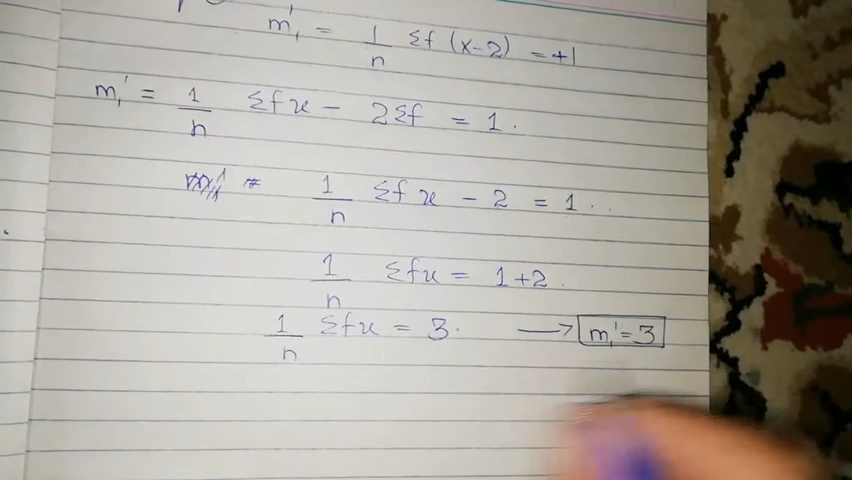 m₁' = 1/n Σf (x-2) = +1
m₁' = 1/n Σfx - 2Σf = 1.
1/n Σfx - 2 = 1..
1/n Σfx = 1+2.
1/n Σfx = 3. → m₁' = 3